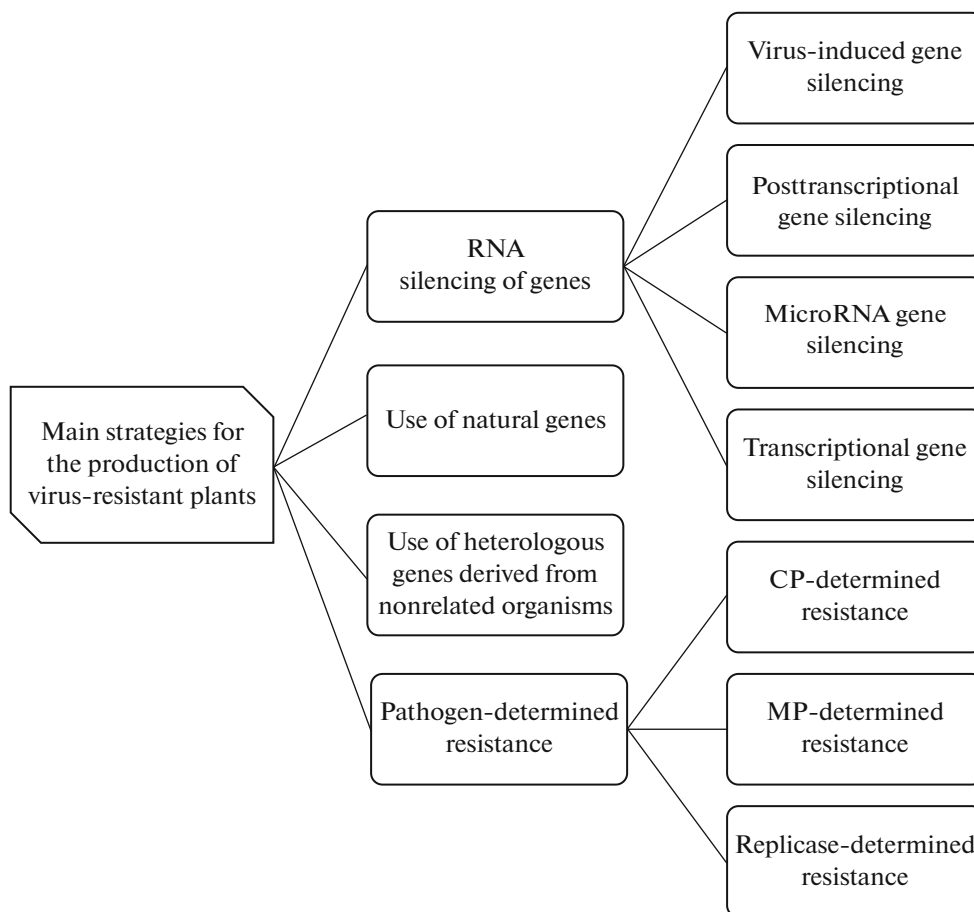 Main strategies for
the production of
virus-resistant plants
RNA
silencing of genes
Use of natural genes
Use of heterologous
genes derived from
nonrelated organisms
Pathogen-determined
resistance
Virus-induced gene
silencing
Posttranscriptional
gene silencing
MicroRNA gene
silencing
Transcriptional gene
silencing
CP-determined
resistance
MP-determined
resistance
Replicase-determined
resistance